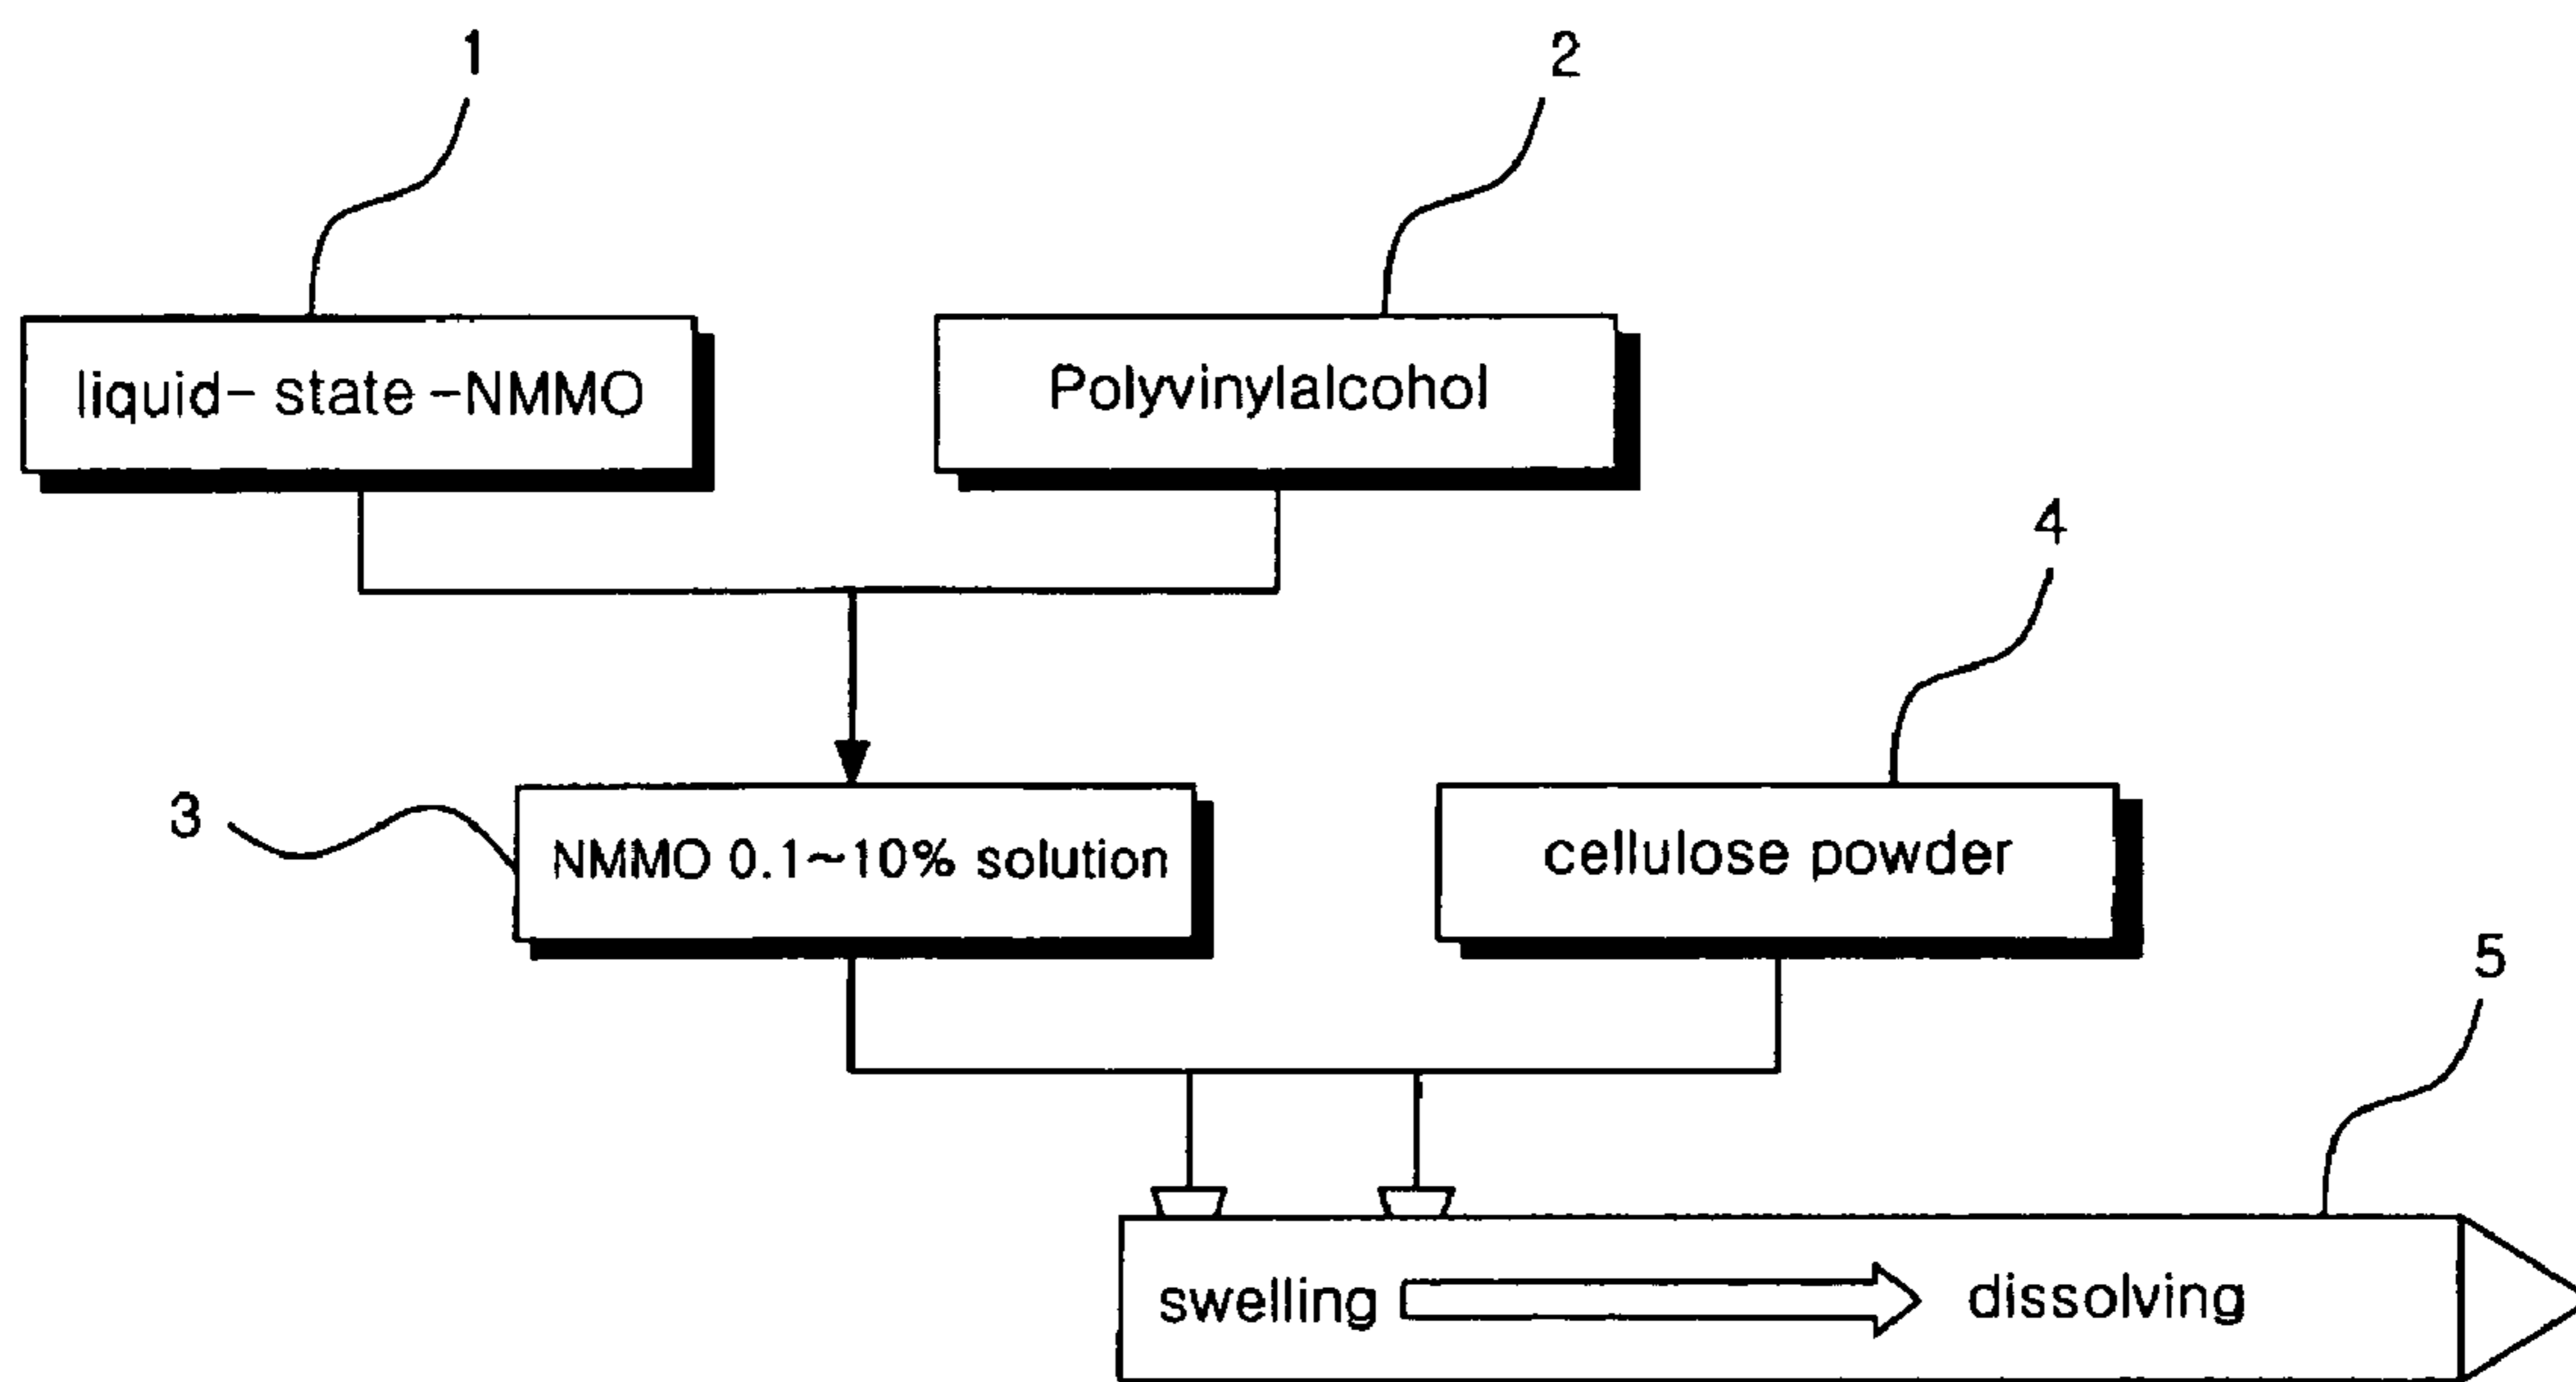 1
2
liquid- state -NMMO
Polyvinylalcohol
4
3
NMMO 0.1~10% solution
cellulose powder
5
swelling
dissolving